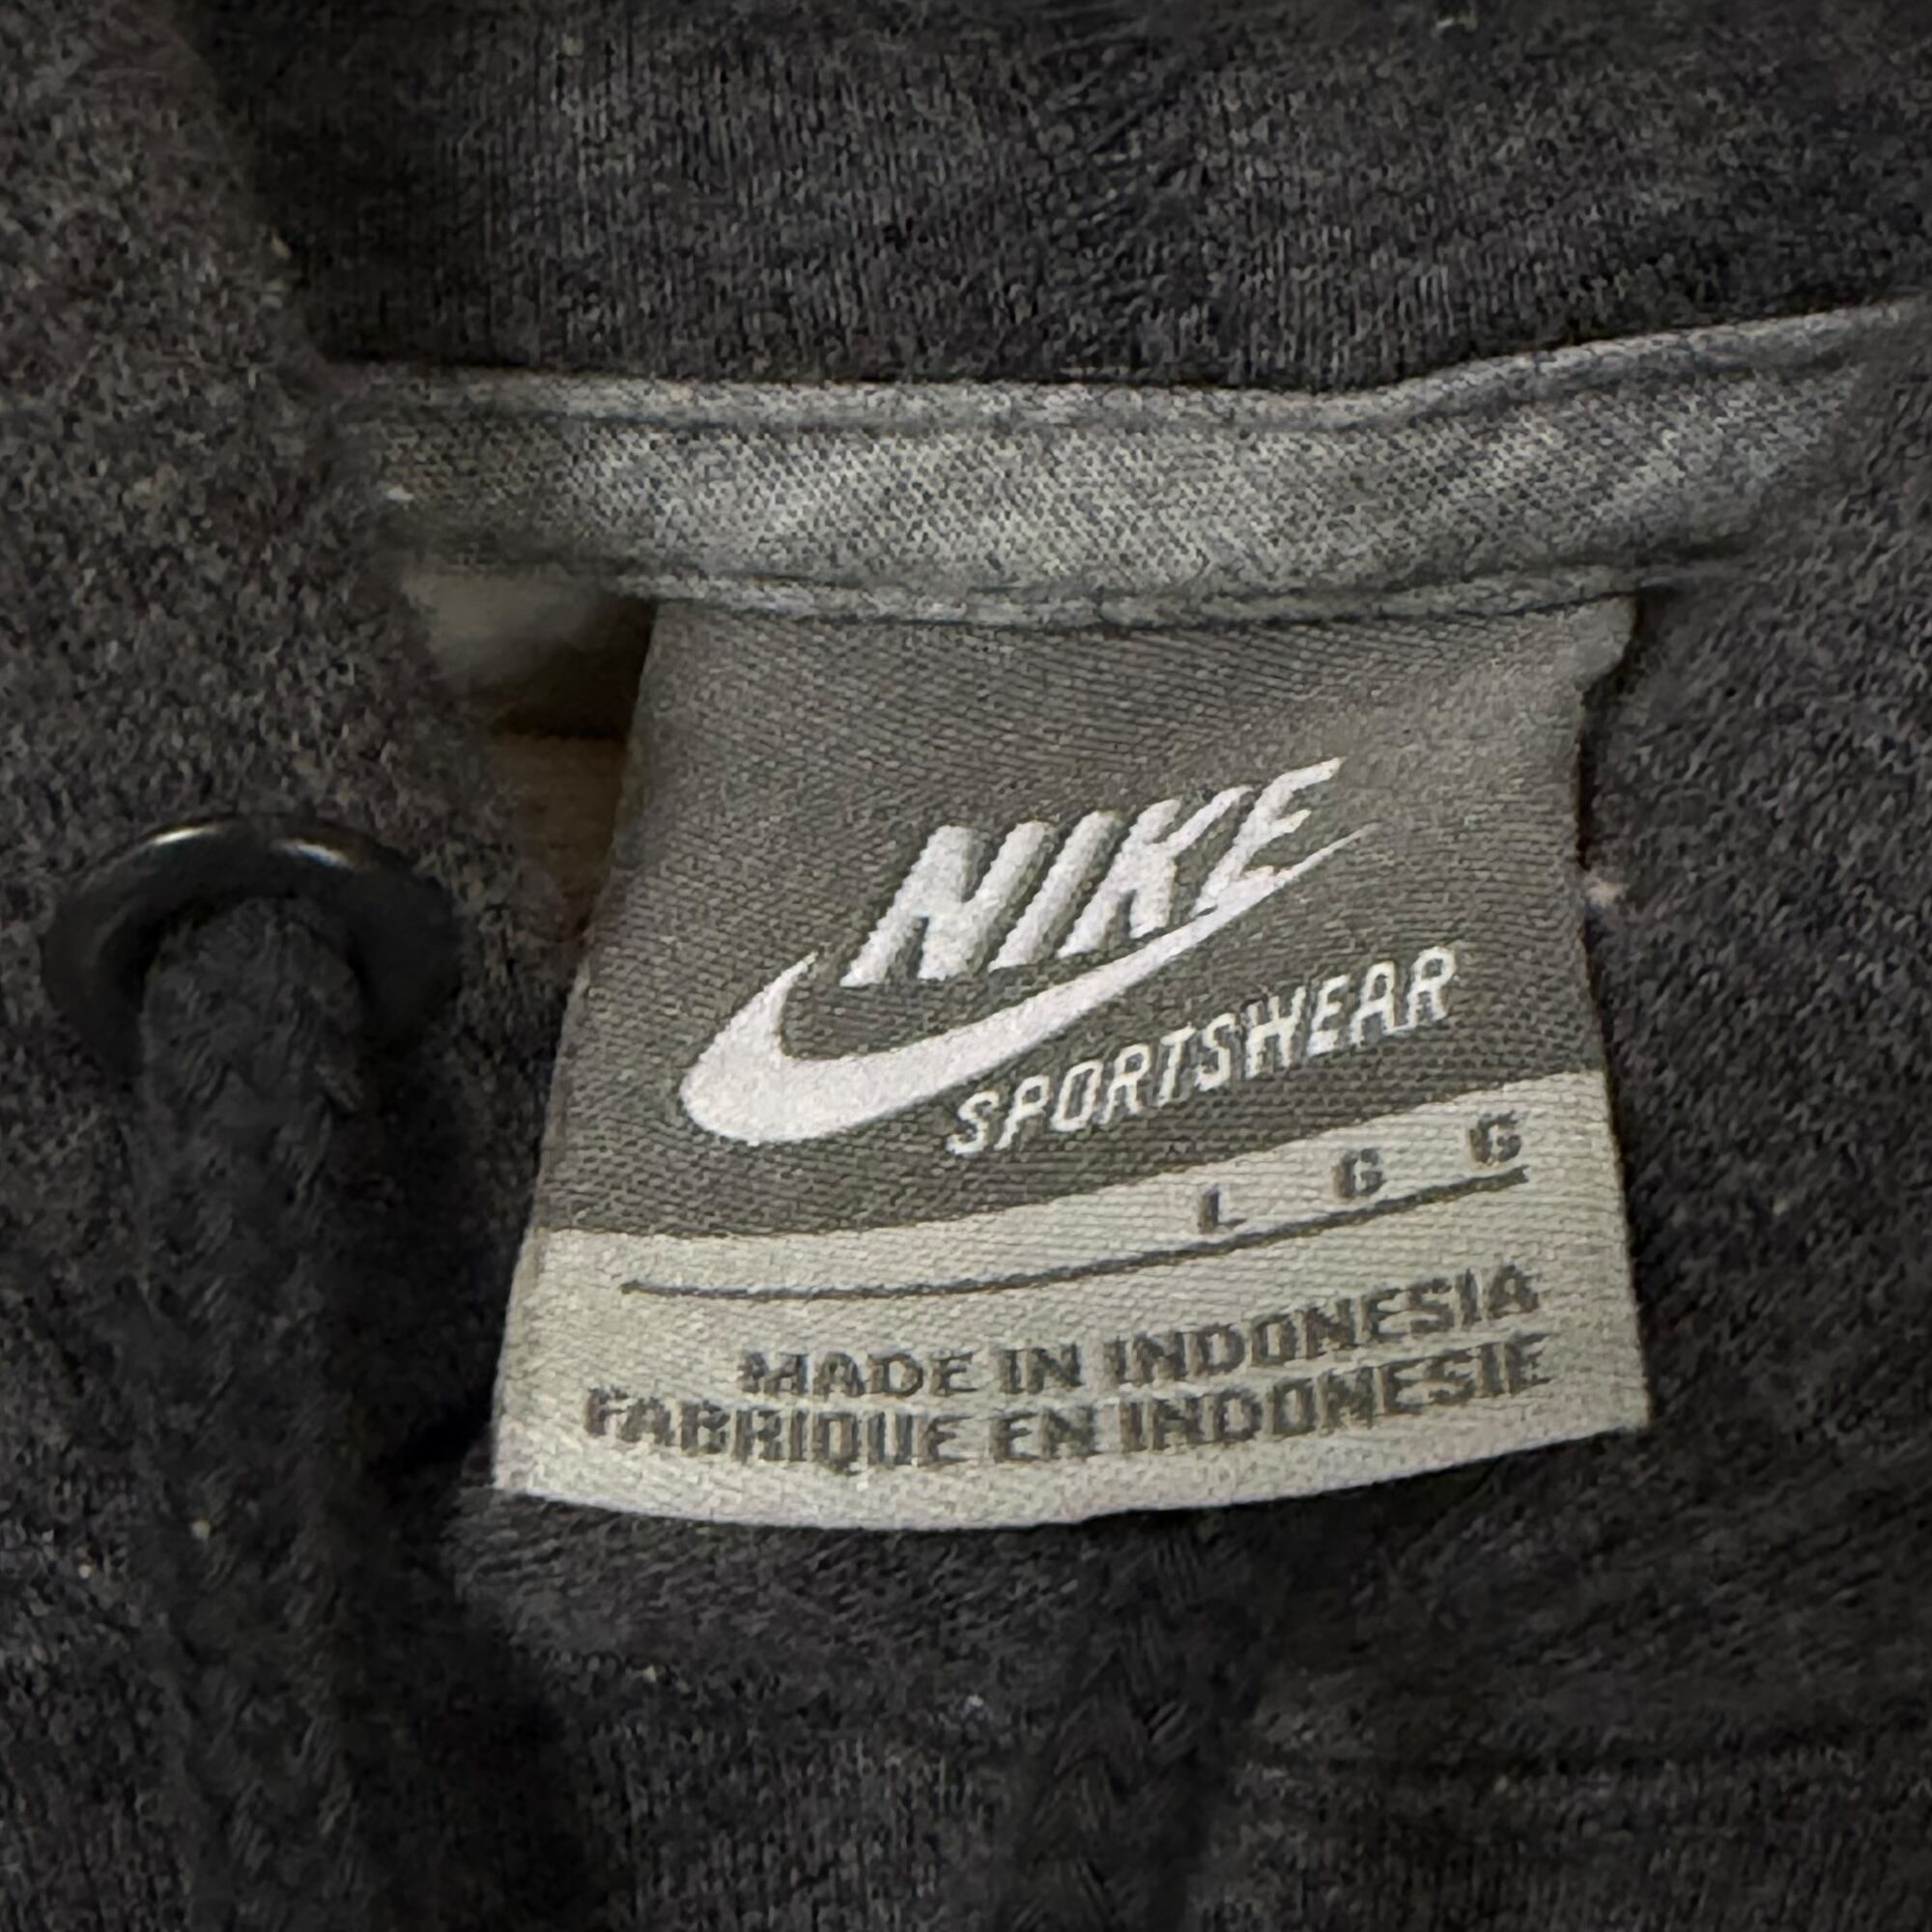 NIKE
SPORTSWEAR
L G G
MADE IN INDONESIA
FABRIQUE EN INDONESIE